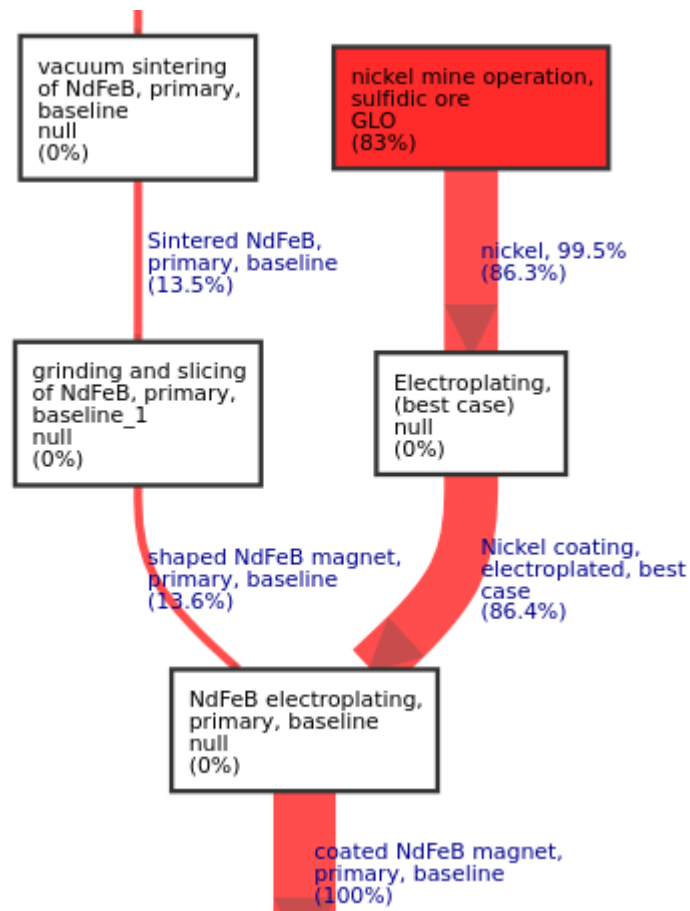 vacuum sintering
of NdFeB, primary,
baseline
null
(0%)
nickel mine operation,
sulfidic ore
GLO
(83%)
Sintered NdFeB,
primary, baseline
(13.5%)
nickel, 99.5%
(86.3%)
grinding and slicing
of NdFeB, primary,
baseline_1
null
(0%)
Electroplating,
(best case)
null
(0%)
shaped NdFeB magnet,
primary, baseline
(13.6%)
Nickel coating,
electroplated, best
case
(86.4%)
NdFeB electroplating,
primary, baseline
null
(0%)
coated NdFeB magnet,
primary, baseline
(100%)